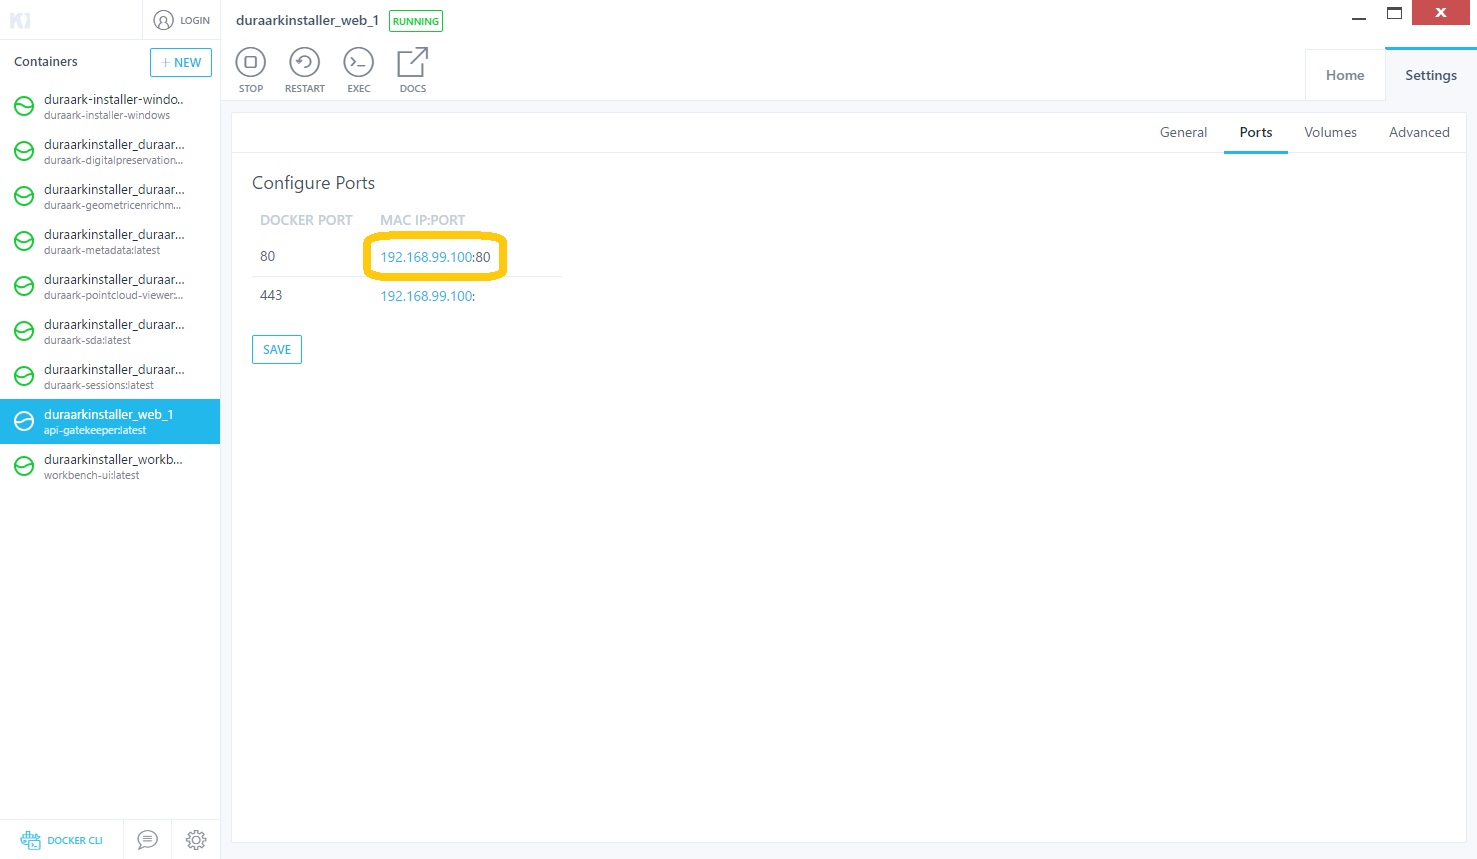 LOGIN
Containers
+ NEW
duraark-installer-windo..
duraark-installer-windows
duraarkinstaller_duraar...
duraark-digitalpreservation...
duraarkinstaller_duraar...
duraark-geometricenrichm...
duraarkinstaller_duraar...
duraark-metadata:latest
duraarkinstaller_duraar...
duraark-pointcloud-viewer:...
duraarkinstaller_duraar...
duraark-sda:latest
duraarkinstaller_duraar...
duraark-sessions:latest
duraarkinstaller_web_1
api-gatekeeper:latest
duraarkinstaller_workb...
workbench-ui:latest
DOCKER CLI
duraarkinstaller_web_1 RUNNING
STOP RESTART EXEC DOCS
Home Settings
General Ports Volumes Advanced
Configure Ports
DOCKER PORT MAC IP:PORT
80 192.168.99.100:80
443 192.168.99.100:
SAVE